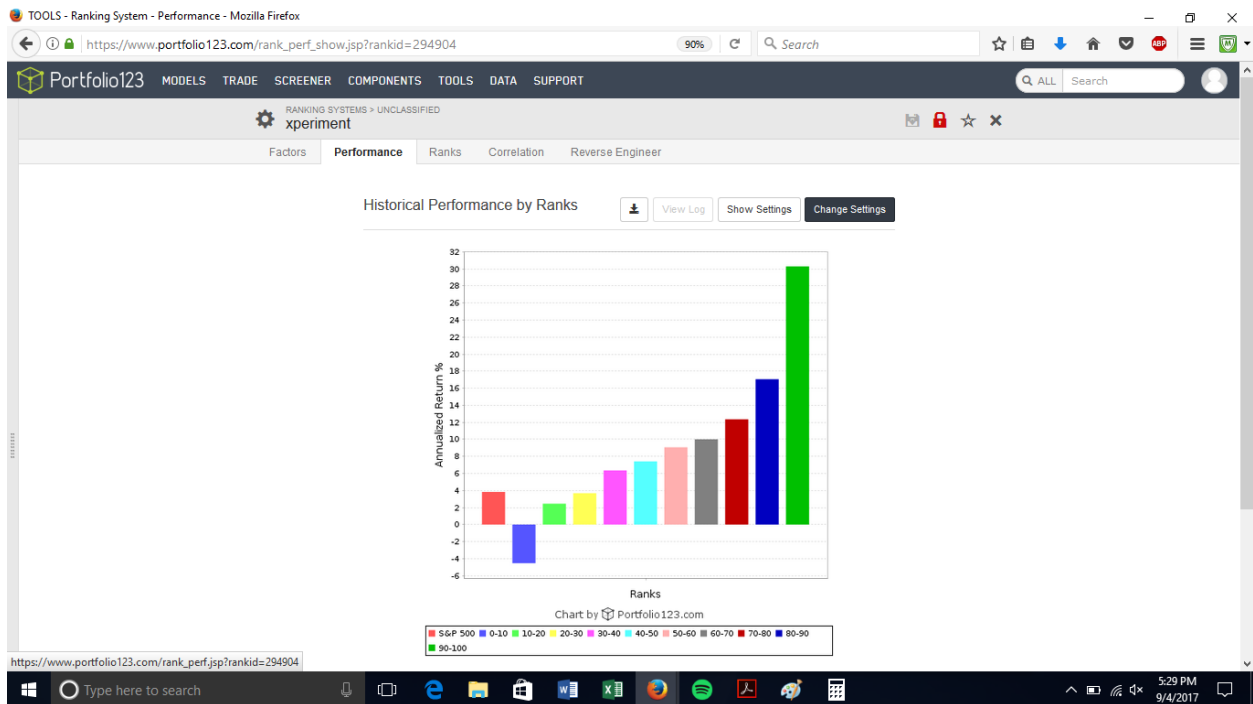 TOOLS - Ranking System - Performance - Mozilla Firefox
https://www.portfolio123.com/rank_perf_show.jsp?rankid=294904
90%
Search
ABP
Portfolio123 MODELS TRADE SCREENER COMPONENTS TOOLS DATA SUPPORT
ALL Search
RANKING SYSTEMS > UNCLASSIFIED
xperiment
Factors Performance Ranks Correlation Reverse Engineer
Historical Performance by Ranks
View Log Show Settings Change Settings
Annualized Return %
32
30
28
26
24
22
20
18
16
14
12
10
8
6
4
2
0
-2
-4
-6
Ranks
Chart by Portfolio123.com
S&P 500 0-10 10-20 20-30 30-40 40-50 50-60 60-70 70-80 80-90
90-100
https://www.portfolio123.com/rank_perf.jsp?rankid=294904
Type here to search
5:29 PM
9/4/2017